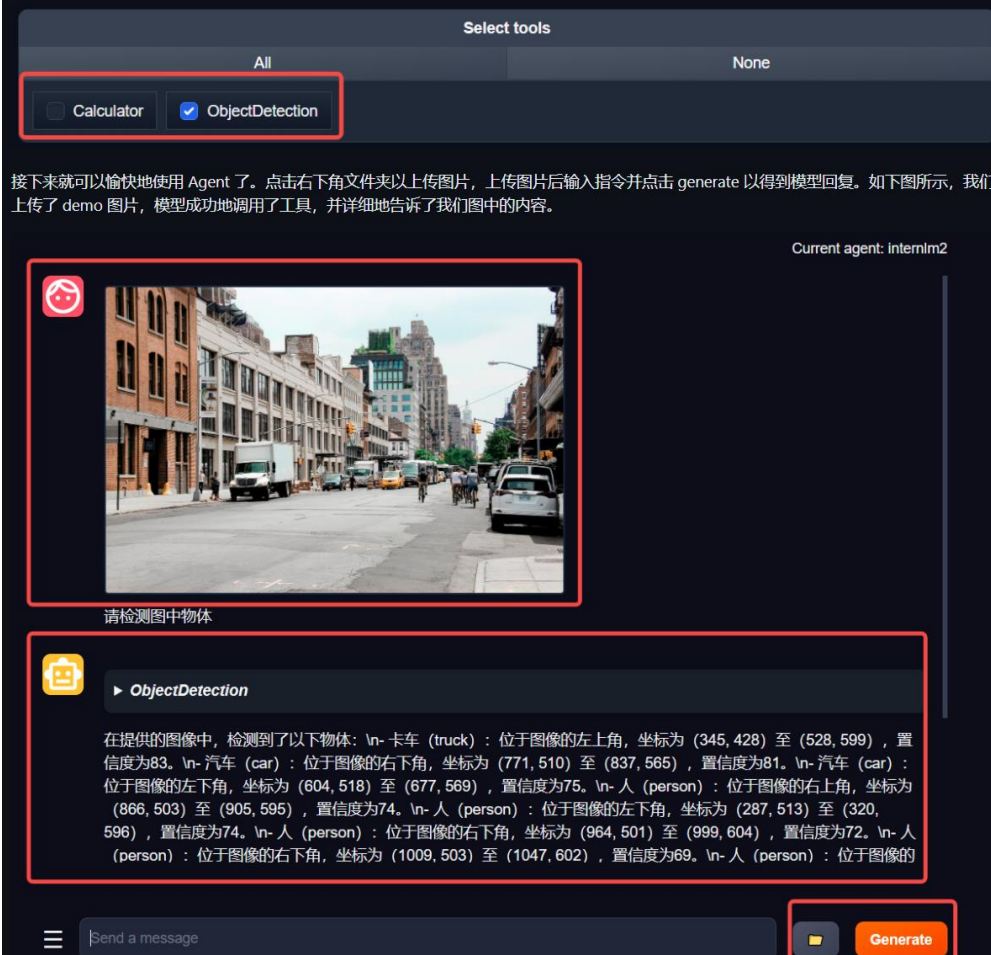 Select tools
All
None
Calculator
ObjectDetection
接下来就可以愉快地使用 Agent 了。点击右下角文件夹以上传图片，上传图片后输入指令并点击 generate 以得到模型回复。如下图所示，我们
上传了 demo 图片，模型成功地调用了工具，并详细地告诉了我们图中的内容。
Current agent: internlm2
请检测图中物体
▸ ObjectDetection
在提供的图像中，检测到了以下物体：\n- 卡车（truck）：位于图像的左上角，坐标为（345, 428）至（528, 599），置
信度为83。\n- 汽车（car）：位于图像的右下角，坐标为（771, 510）至（837, 565），置信度为81。\n- 汽车（car）：
位于图像的左下角，坐标为（604, 518）至（677, 569），置信度为75。\n- 人（person）：位于图像的右上角，坐标为
（866, 503）至（905, 595），置信度为74。\n- 人（person）：位于图像的左下角，坐标为（287, 513）至（320,
596），置信度为74。\n- 人（person）：位于图像的右下角，坐标为（964, 501）至（999, 604），置信度为72。\n- 人
（person）：位于图像的右下角，坐标为（1009, 503）至（1047, 602），置信度为69。\n- 人（person）：位于图像的
Send a message
Generate